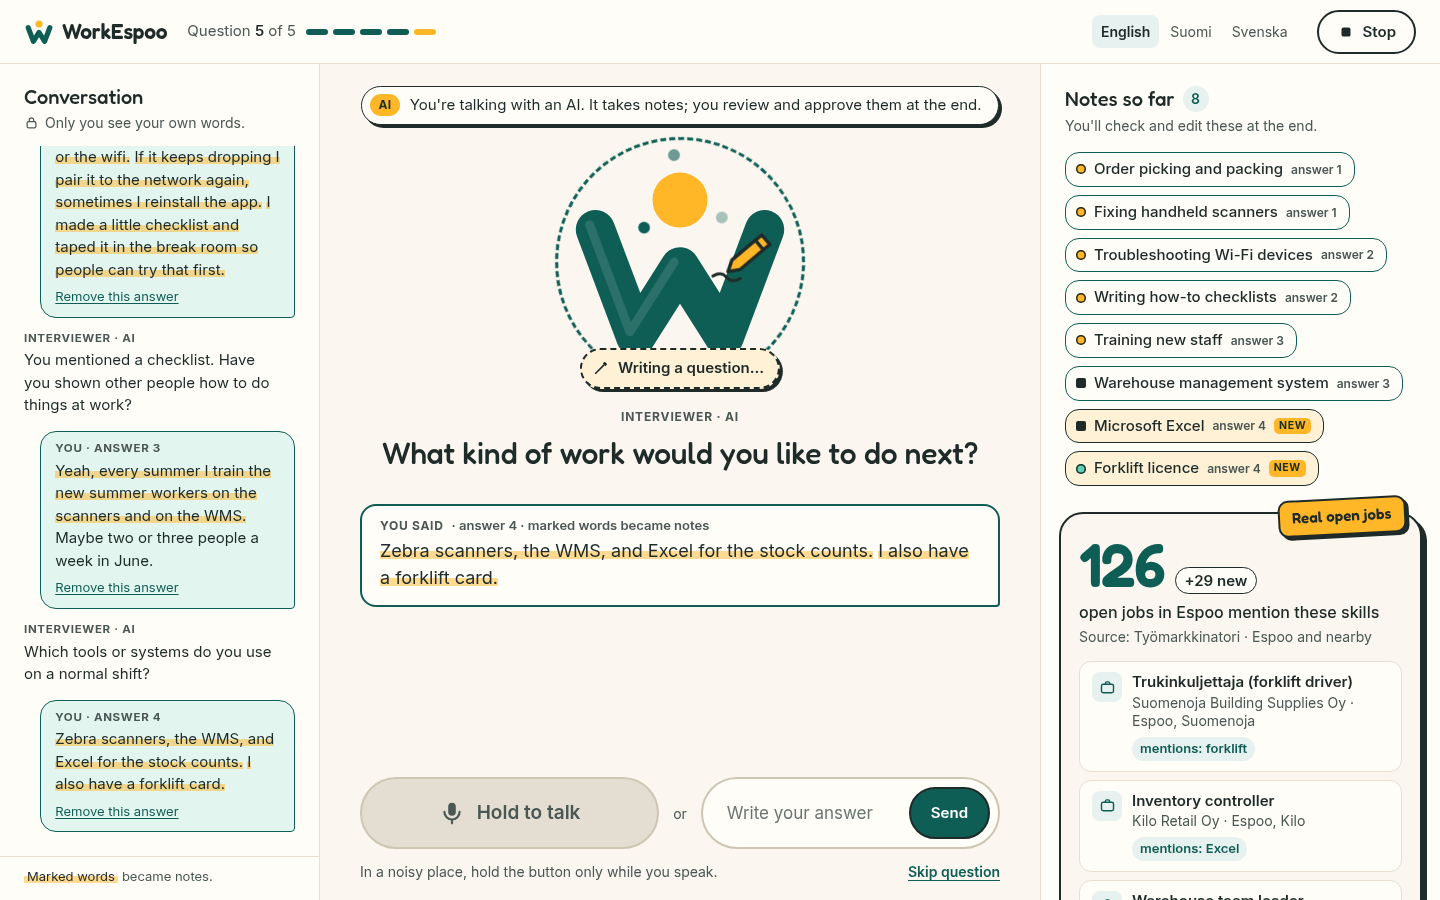 WorkEspoo
Question 5 of 5
English
Suomi
Svenska
Stop
Conversation
Only you see your own words.
or the wifi. If it keeps dropping I
pair it to the network again,
sometimes I reinstall the app. I
made a little checklist and
taped it in the break room so
people can try that first.
Remove this answer
INTERVIEWER · AI
You mentioned a checklist. Have
you shown other people how to do
things at work?
YOU · ANSWER 3
Yeah, every summer I train the
new summer workers on the
scanners and on the WMS.
Maybe two or three people a
week in June.
Remove this answer
INTERVIEWER · AI
Which tools or systems do you use
on a normal shift?
YOU · ANSWER 4
Zebra scanners, the WMS, and
Excel for the stock counts. I
also have a forklift card.
Remove this answer
Marked words became notes.
AI You're talking with an AI. It takes notes; you review and approve them at the end.
Writing a question...
INTERVIEWER · AI
What kind of work would you like to do next?
YOU SAID · answer 4 · marked words became notes
Zebra scanners, the WMS, and Excel for the stock counts. I also have
a forklift card.
Hold to talk
or
Write your answer
Send
In a noisy place, hold the button only while you speak.
Skip question
Notes so far 8
You'll check and edit these at the end.
Order picking and packing answer 1
Fixing handheld scanners answer 1
Troubleshooting Wi-Fi devices answer 2
Writing how-to checklists answer 2
Training new staff answer 3
Warehouse management system answer 3
Microsoft Excel answer 4 NEW
Forklift licence answer 4 NEW
Real open jobs
126 +29 new
open jobs in Espoo mention these skills
Source: Työmarkkinatori · Espoo and nearby
Trukinkuljettaja (forklift driver)
Suomenoja Building Supplies Oy ·
Espoo, Suomenoja
mentions: forklift
Inventory controller
Kilo Retail Oy · Espoo, Kilo
mentions: Excel
Warehouse team leader